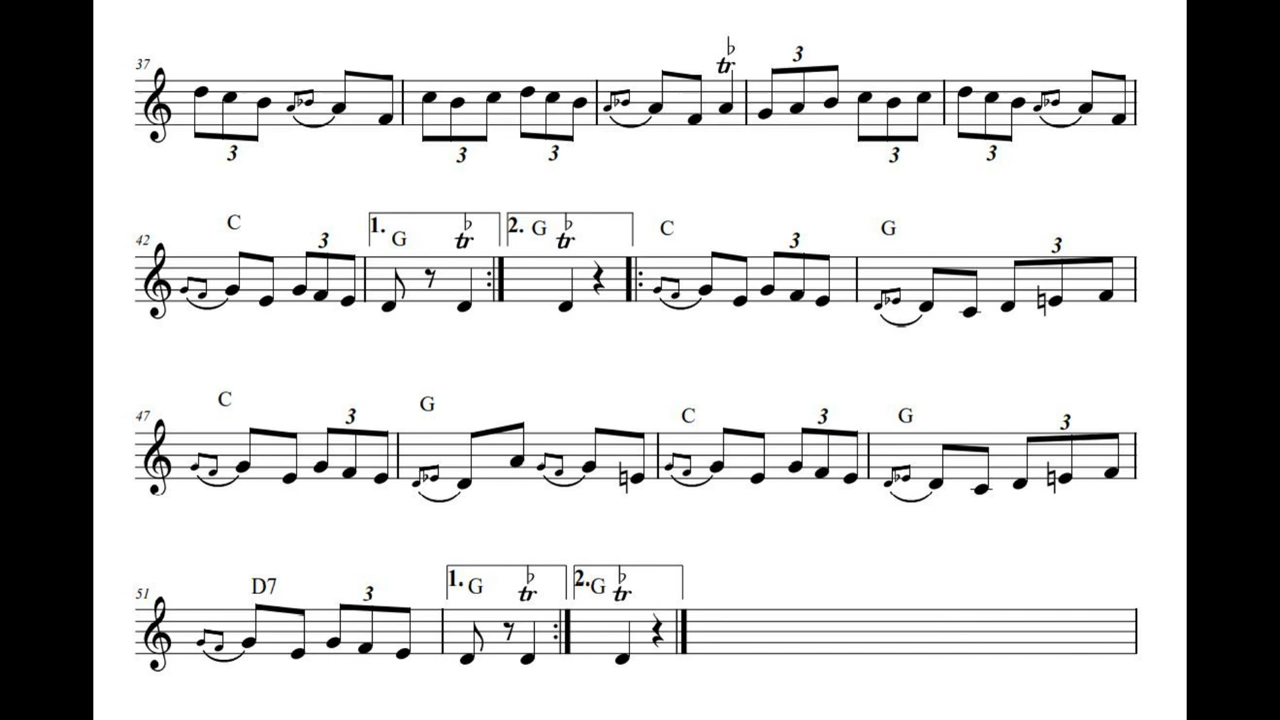 37 3 3 3 tr ♭ 3 3 3
42 C 3 1. G tr ♭ 2. G tr ♭ C 3 G 3
47 C 3 G C 3 G 3
51 D7 3 1. G tr ♭ 2. G tr ♭